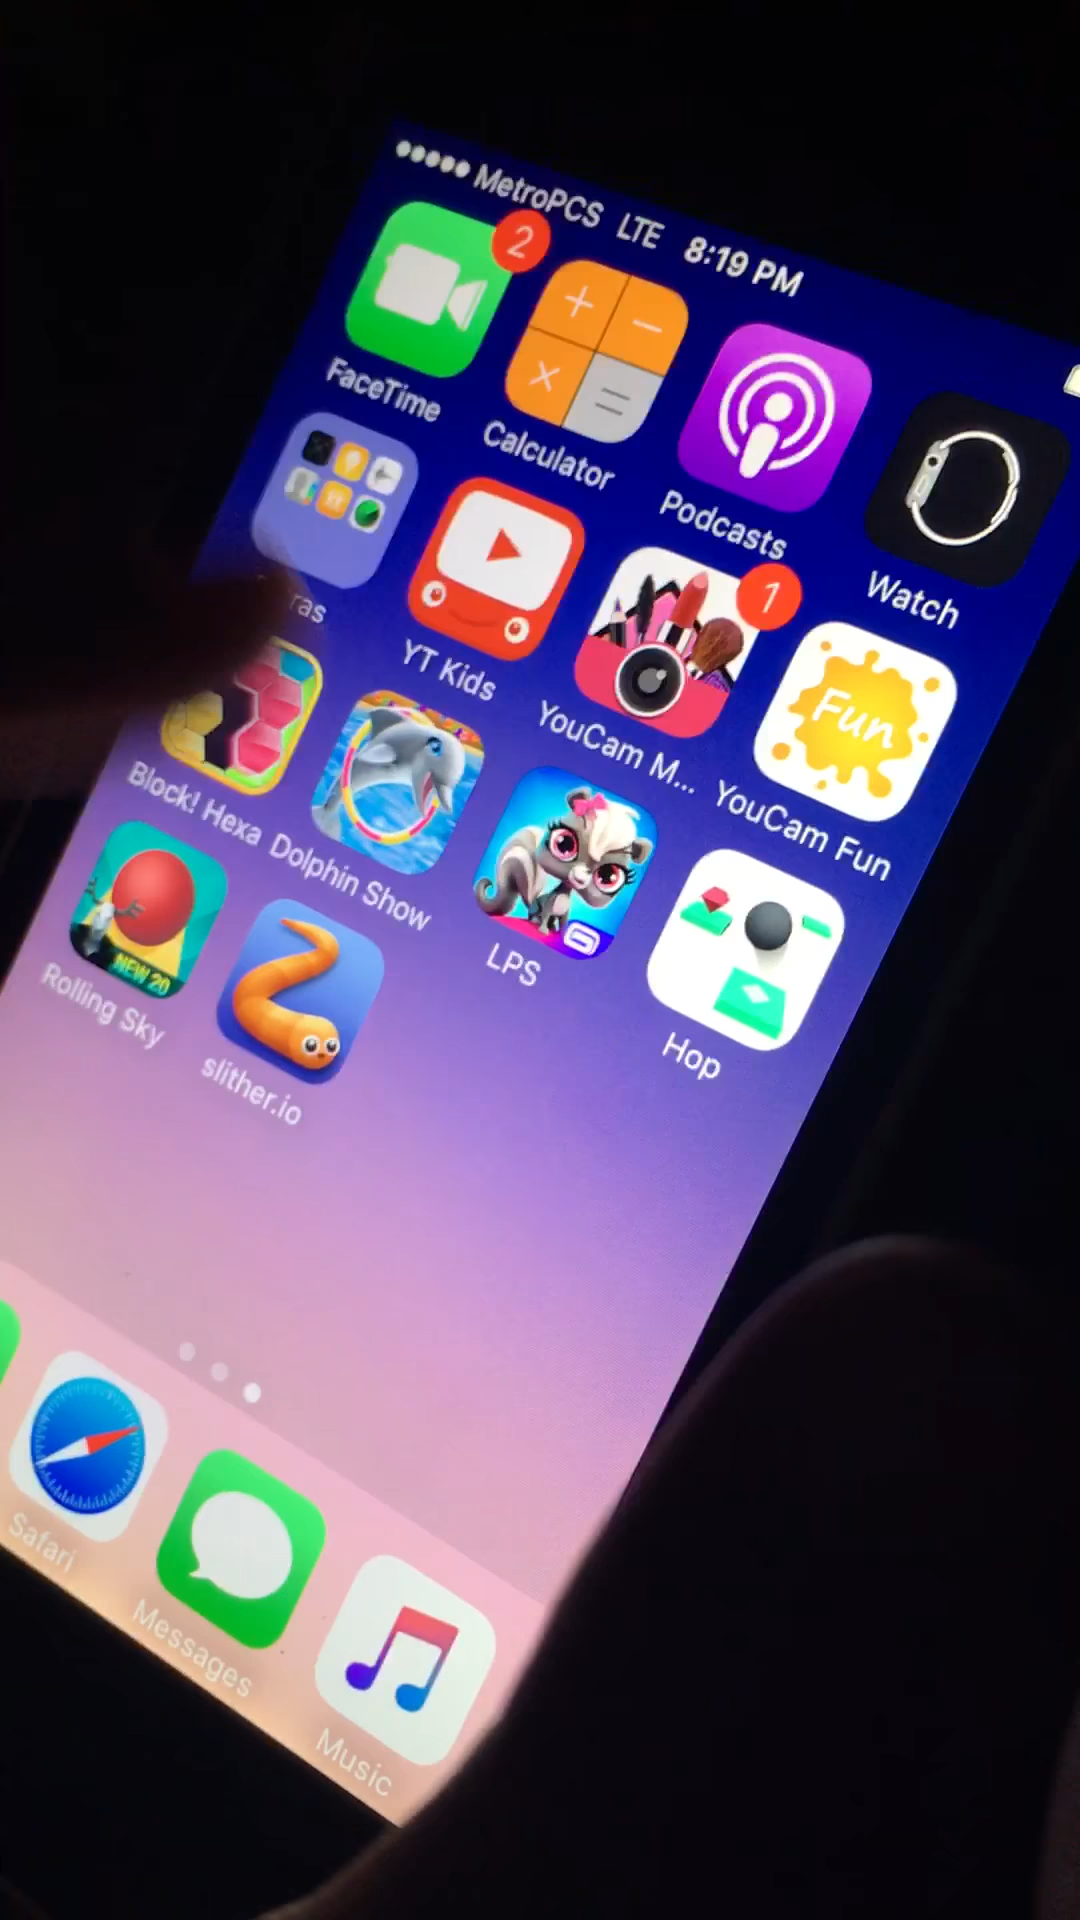 MetroPCS LTE 8:19 PM
2
FaceTime
Calculator
Podcasts
Watch
ras
YT Kids
1
YouCam M...
Fun
YouCam Fun
Block! Hexa
Dolphin Show
LPS
Hop
NEW 20
Rolling Sky
slither.io
Safari
Messages
Music